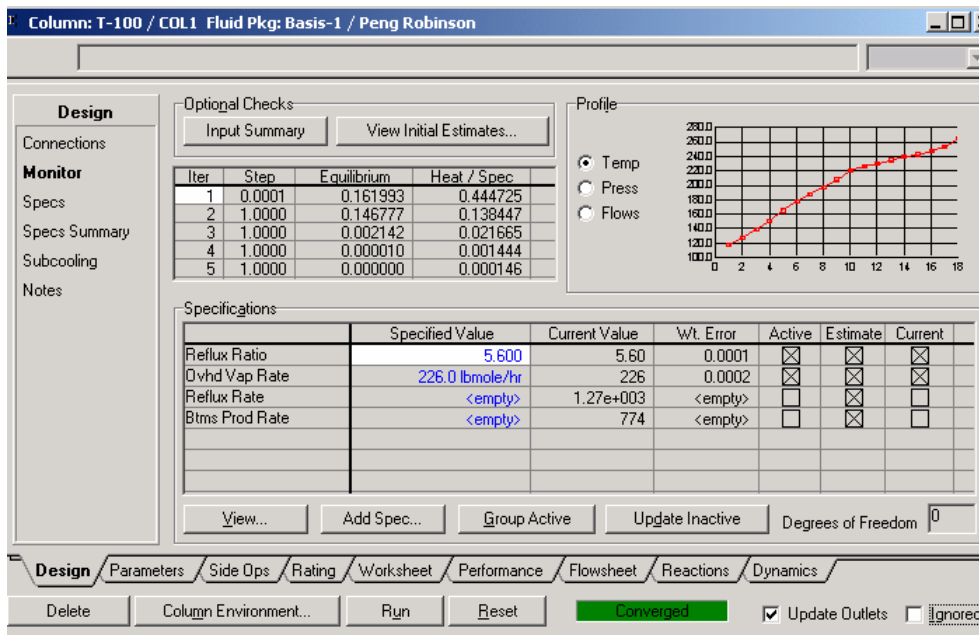 Column: T-100 / COL1 Fluid Pkg: Basis-1 / Peng Robinson
Design
Connections
Monitor
Specs
Specs Summary
Subcooling
Notes
Optional Checks
Input Summary View Initial Estimates...
Iter Step Equilibrium Heat / Spec
1 0.0001 0.161993 0.444725
2 1.0000 0.146777 0.138447
3 1.0000 0.002142 0.021665
4 1.0000 0.000010 0.001444
5 1.0000 0.000000 0.000146
Profile
Temp
Press
Flows
280.0
260.0
240.0
220.0
200.0
180.0
160.0
140.0
120.0
100.0
0 2 4 6 8 10 12 14 16 18
Specifications
Specified Value Current Value Wt. Error Active Estimate Current
Reflux Ratio 5.600 5.60 0.0001
Ovhd Vap Rate 226.0 lbmole/hr 226 0.0002
Reflux Rate <empty> 1.27e+003 <empty>
Btms Prod Rate <empty> 774 <empty>
View... Add Spec... Group Active Update Inactive Degrees of Freedom 0
Design Parameters Side Ops Rating Worksheet Performance Flowsheet Reactions Dynamics
Delete Column Environment... Run Reset Converged Update Outlets Ignored